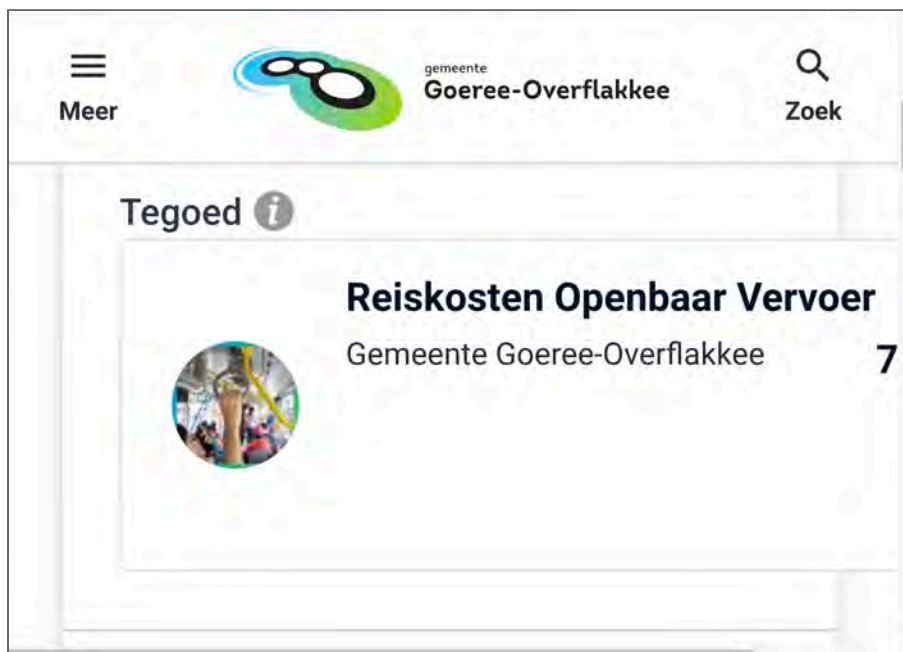 Meer
gemeente
Goeree-Overflakkee
Zoek
Tegoed
Reiskosten Openbaar Vervoer
Gemeente Goeree-Overflakkee
7